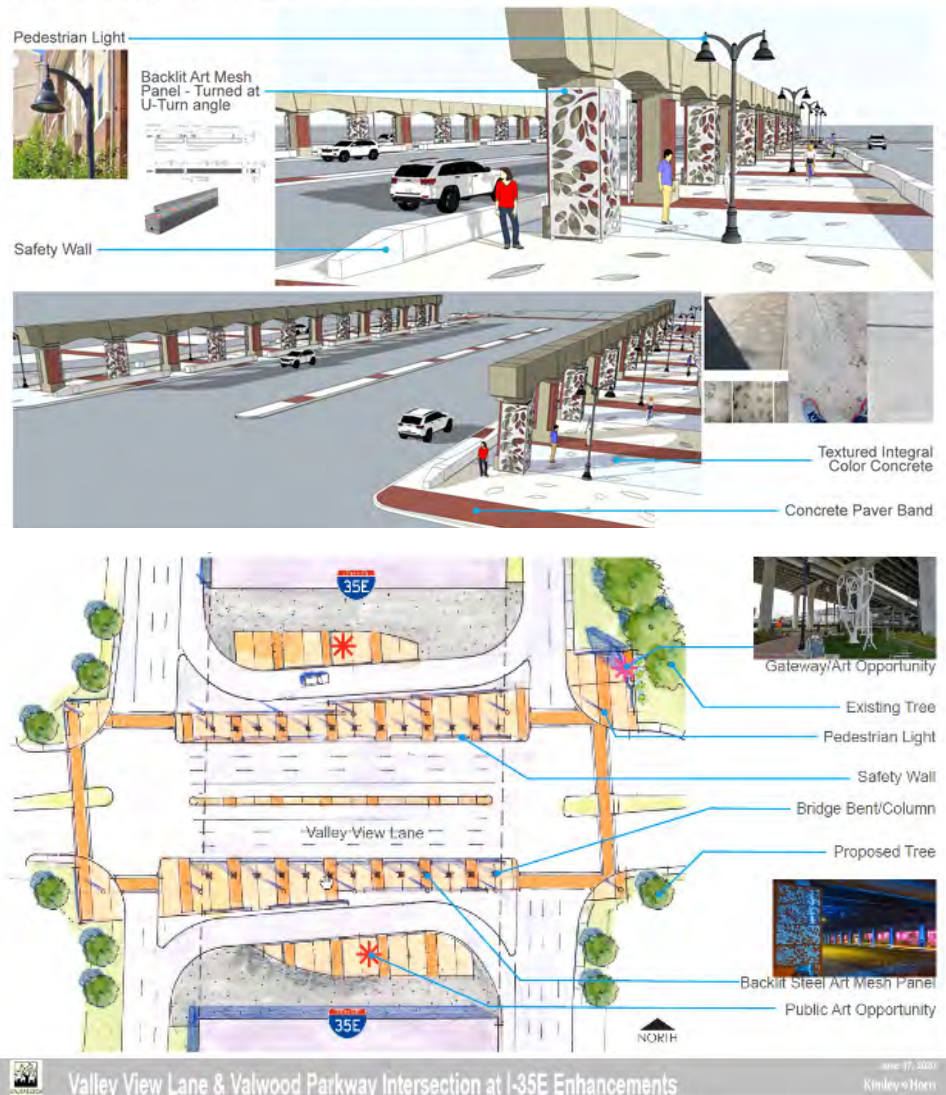 Pedestrian Light
Backlit Art Mesh
Panel - Turned at
U-Turn angle
Safety Wall
Textured Integral
Color Concrete
Concrete Paver Band
35E
Gateway/Art Opportunity
Existing Tree
Pedestrian Light
Safety Wall
Bridge Bent/Column
Valley View Lane
Proposed Tree
Backlit Steel Art Mesh Panel
Public Art Opportunity
35E
NORTH
June 17, 2020
Valley View Lane & Valwood Parkway Intersection at I-35E Enhancements
Kimley»Horn